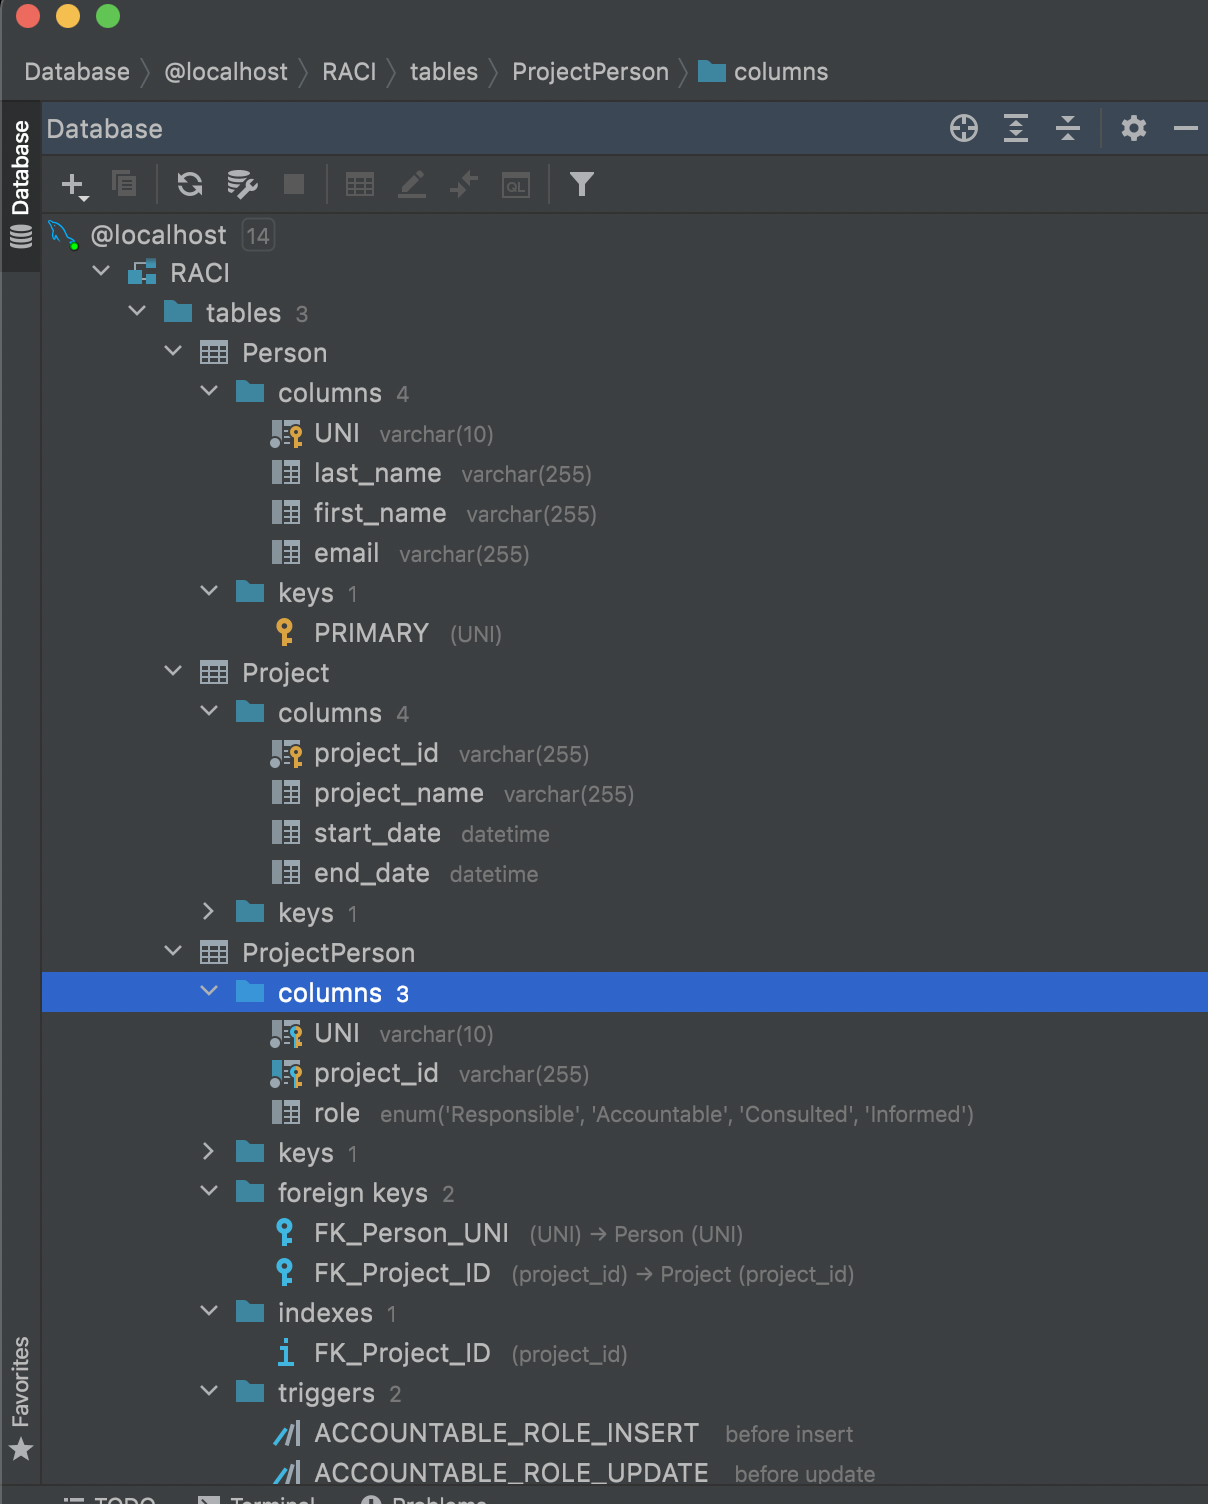 Database @localhost RACI tables ProjectPerson columns
Database
Database
QL
@localhost 14
RACI
tables 3
Person
columns 4
UNI varchar(10)
last_name varchar(255)
first_name varchar(255)
email varchar(255)
keys 1
PRIMARY (UNI)
Project
columns 4
project_id varchar(255)
project_name varchar(255)
start_date datetime
end_date datetime
keys 1
ProjectPerson
columns 3
UNI varchar(10)
project_id varchar(255)
role enum('Responsible', 'Accountable', 'Consulted', 'Informed')
keys 1
foreign keys 2
FK_Person_UNI (UNI) → Person (UNI)
FK_Project_ID (project_id) → Project (project_id)
indexes 1
FK_Project_ID (project_id)
triggers 2
ACCOUNTABLE_ROLE_INSERT before insert
ACCOUNTABLE_ROLE_UPDATE before update
Favorites
TODO Terminal Problems